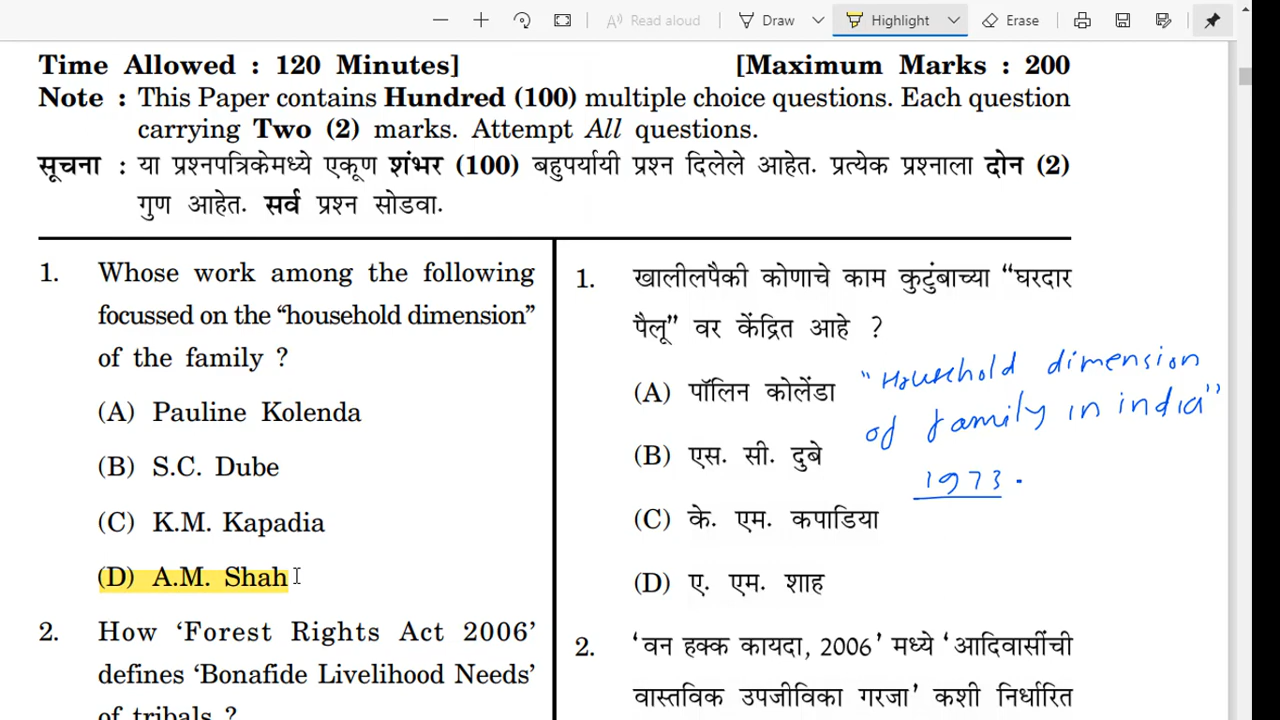 Read aloud Draw Highlight Erase
Time Allowed : 120 Minutes] [Maximum Marks : 200
Note : This Paper contains Hundred (100) multiple choice questions. Each question
carrying Two (2) marks. Attempt All questions.
सूचना : या प्रश्नपत्रिकेमध्ये एकूण शंभर (100) बहुपर्यायी प्रश्न दिलेले आहेत. प्रत्येक प्रश्नाला दोन (2)
गुण आहेत. सर्व प्रश्न सोडवा.
1. Whose work among the following
focussed on the “household dimension”
of the family ?
(A) Pauline Kolenda
(B) S.C. Dube
(C) K.M. Kapadia
(D) A.M. Shah
2. How ‘Forest Rights Act 2006’
defines ‘Bonafide Livelihood Needs’
of tribals ?
1. खालीलपैकी कोणाचे काम कुटुंबाच्या “घरदार
पैलू” वर केंद्रित आहे ?
(A) पॉलिन कोलेंडा
(B) एस. सी. दुबे
(C) के. एम. कपाडिया
(D) ए. एम. शाह
"Household dimension
of family in india"
1973.
2. ‘वन हक्क कायदा, 2006’ मध्ये ‘आदिवासींची
वास्तविक उपजीविका गरजा’ कशी निर्धारित